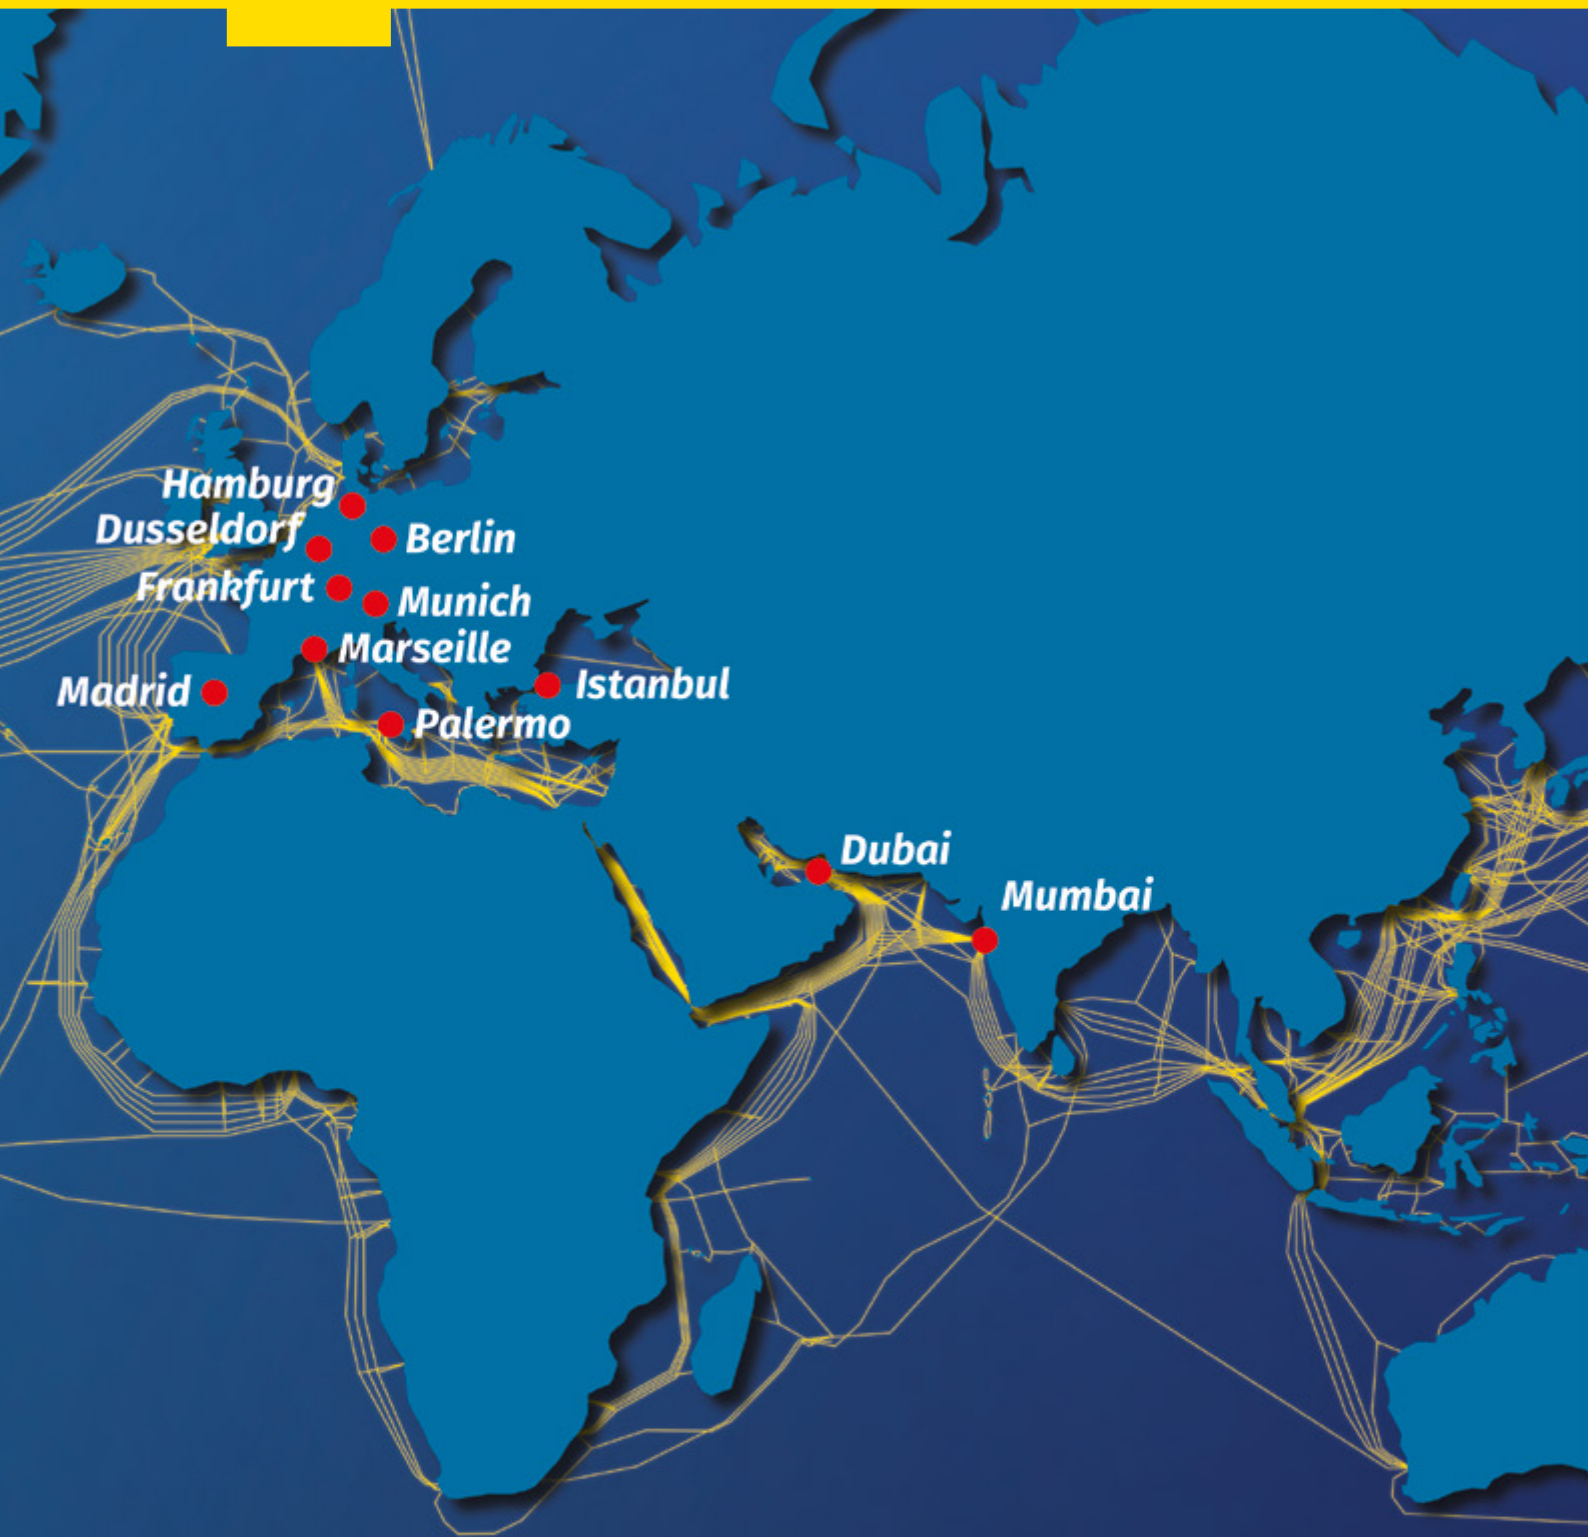 Hamburg
Dusseldorf
Berlin
Frankfurt
Munich
Marseille
Madrid
Istanbul
Palermo
Dubai
Mumbai